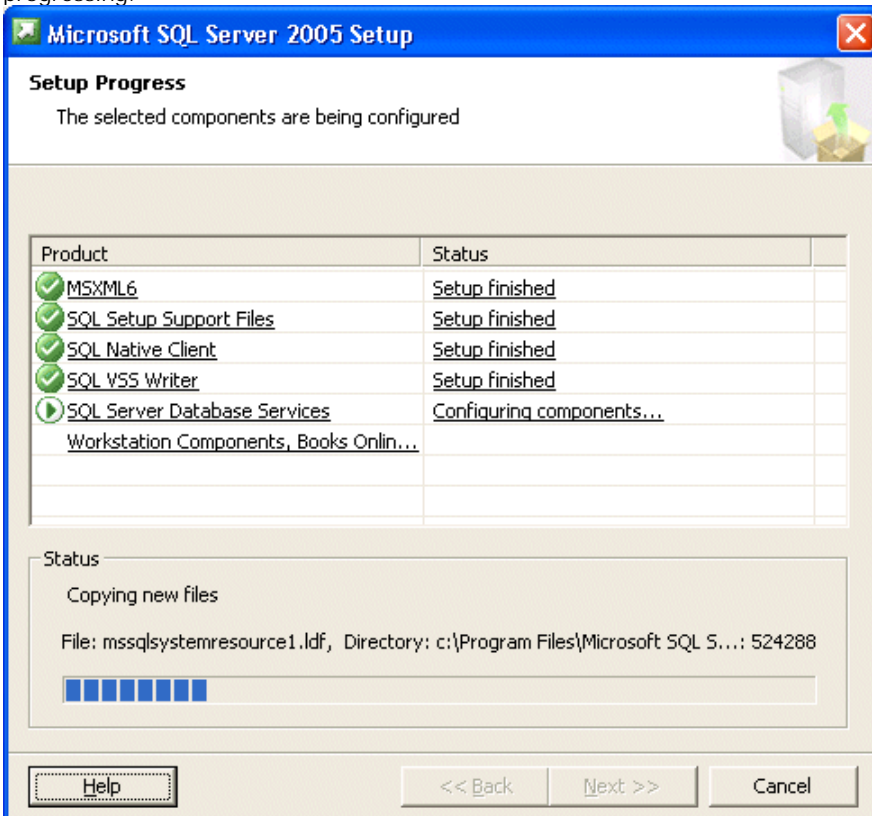 progressing.
Microsoft SQL Server 2005 Setup
Setup Progress
The selected components are being configured
Product Status
MSXML6 Setup finished
SQL Setup Support Files Setup finished
SQL Native Client Setup finished
SQL VSS Writer Setup finished
SQL Server Database Services Configuring components...
Workstation Components, Books Onlin...
Status
Copying new files
File: mssqlsystemresource1.ldf, Directory: c:\Program Files\Microsoft SQL S...: 524288
Help << Back Next >> Cancel